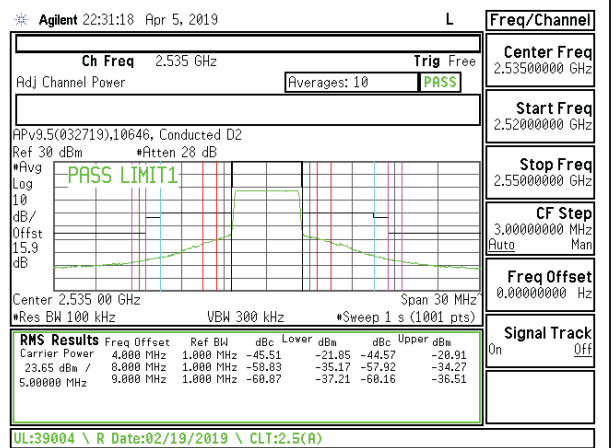 Agilent 22:31:18 Apr 5, 2019 L Freq/Channel
Ch Freq 2.535 GHz Trig Free
Adj Channel Power Averages: 10 PASS
APv9.5(032719),10646, Conducted D2
Ref 30 dBm #Atten 28 dB
#Avg
Log
10
dB/
Offst
15.9
dB
PASS LIMIT1
Center 2.535 00 GHz Span 30 MHz^
#Res BW 100 kHz VBW 300 kHz #Sweep 1 s (1001 pts)
RMS Results Freq Offset Ref BW dBc Lower dBm dBc Upper dBm
Carrier Power 4.000 MHz 1.000 MHz -45.51 -21.85 -44.57 -20.91
23.65 dBm / 8.000 MHz 1.000 MHz -58.83 -35.17 -57.92 -34.27
5.00000 MHz 9.000 MHz 1.000 MHz -60.87 -37.21 -60.16 -36.51
UL:39004 \ R Date:02/19/2019 \ CLT:2.5(A)
Center Freq
2.53500000 GHz
Start Freq
2.52000000 GHz
Stop Freq
2.55000000 GHz
CF Step
3.00000000 MHz
Auto Man
Freq Offset
0.00000000 Hz
Signal Track
On Off